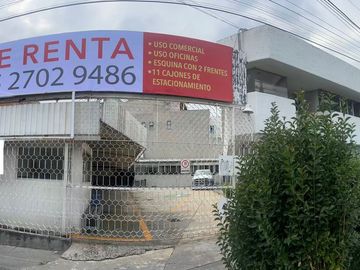 E RENTA
2702 9486
• USO COMERCIAL
• USO OFICINAS
• ESQUINA CON 2 FRENTES
• 11 CAJONES DE
ESTACIONAMIENTO